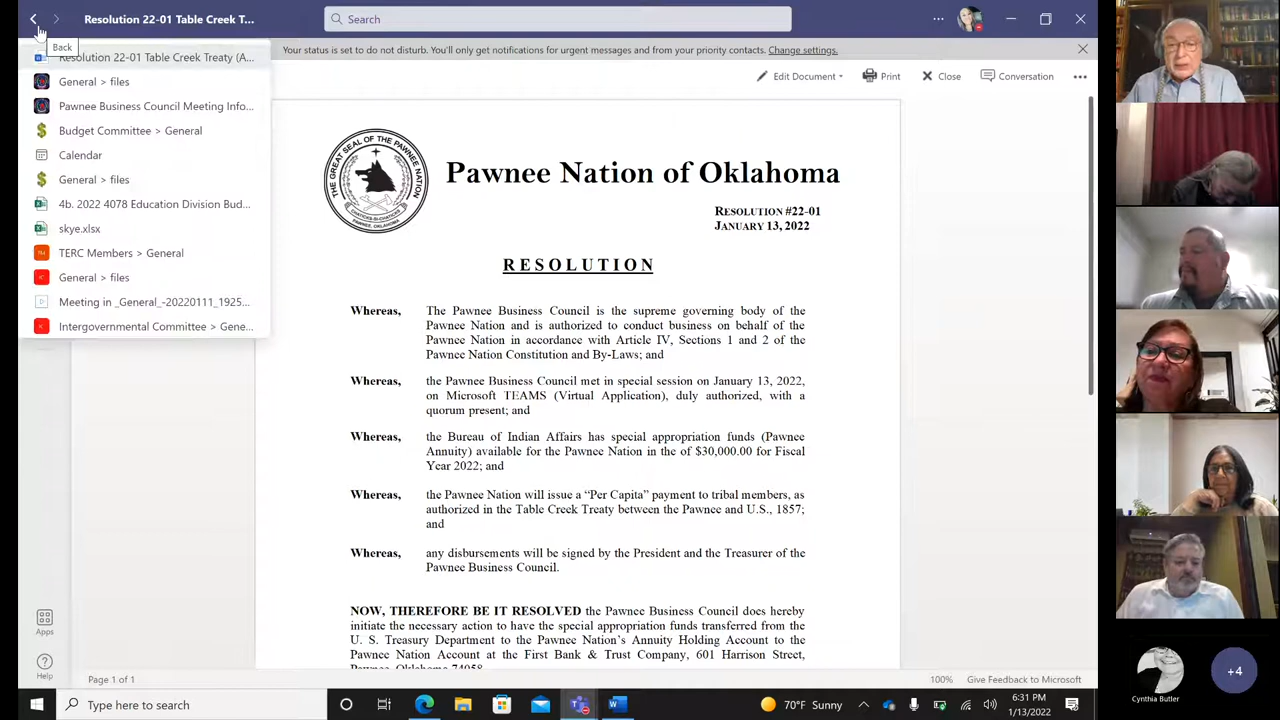 Resolution 22-01 Table Creek T...
Search
Back
Your status is set to do not disturb. You'll only get notifications for urgent messages and from your priority contacts. Change settings.
Resolution 22-01 Table Creek Treaty (A...
General > files
Pawnee Business Council Meeting Info...
Budget Committee > General
Calendar
General > files
4b. 2022 4078 Education Division Bud...
skye.xlsx
TERC Members > General
General > files
Meeting in _General_-20220111_1925...
Intergovernmental Committee > Gene...
Apps
Help
Edit Document
Print
Close
Conversation
THE GREAT SEAL OF THE PAWNEE NATION
CHATICKS-SI-CHATICKS
PAWNEE, OKLAHOMA
Pawnee Nation of Oklahoma
RESOLUTION #22-01
JANUARY 13, 2022
RESOLUTION
Whereas, The Pawnee Business Council is the supreme governing body of the
Pawnee Nation and is authorized to conduct business on behalf of the
Pawnee Nation in accordance with Article IV, Sections 1 and 2 of the
Pawnee Nation Constitution and By-Laws; and
Whereas, the Pawnee Business Council met in special session on January 13, 2022,
on Microsoft TEAMS (Virtual Application), duly authorized, with a
quorum present; and
Whereas, the Bureau of Indian Affairs has special appropriation funds (Pawnee
Annuity) available for the Pawnee Nation in the of $30,000.00 for Fiscal
Year 2022; and
Whereas, the Pawnee Nation will issue a "Per Capita" payment to tribal members, as
authorized in the Table Creek Treaty between the Pawnee and U.S., 1857;
and
Whereas, any disbursements will be signed by the President and the Treasurer of the
Pawnee Business Council.
NOW, THEREFORE BE IT RESOLVED the Pawnee Business Council does hereby
initiate the necessary action to have the special appropriation funds transferred from the
U. S. Treasury Department to the Pawnee Nation's Annuity Holding Account to the
Pawnee Nation Account at the First Bank & Trust Company, 601 Harrison Street,
Pawnee, Oklahoma 74058
Page 1 of 1
100%
Give Feedback to Microsoft
Cynthia Butler
+4
Type here to search
70°F Sunny
6:31 PM
1/13/2022